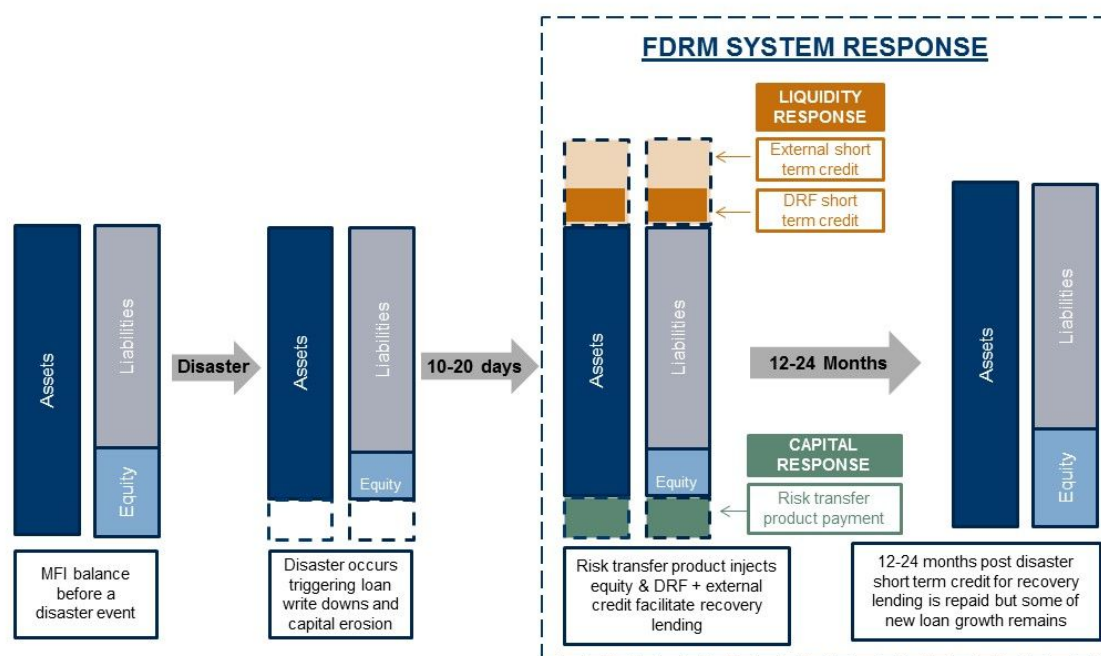 FDRM SYSTEM RESPONSE
LIQUIDITY
RESPONSE
External short
term credit
DRF short
term credit
Assets
Liabilities
Equity
Disaster
Assets
Liabilities
Equity
10-20 days
Assets
Liabilities
Equity
12-24 Months
CAPITAL
RESPONSE
Risk transfer
product payment
Assets
Liabilities
Equity
MFI balance
before a
disaster event
Disaster occurs
triggering loan
write downs and
capital erosion
Risk transfer product injects
equity & DRF + external
credit facilitate recovery
lending
12-24 months post disaster
short term credit for recovery
lending is repaid but some of
new loan growth remains